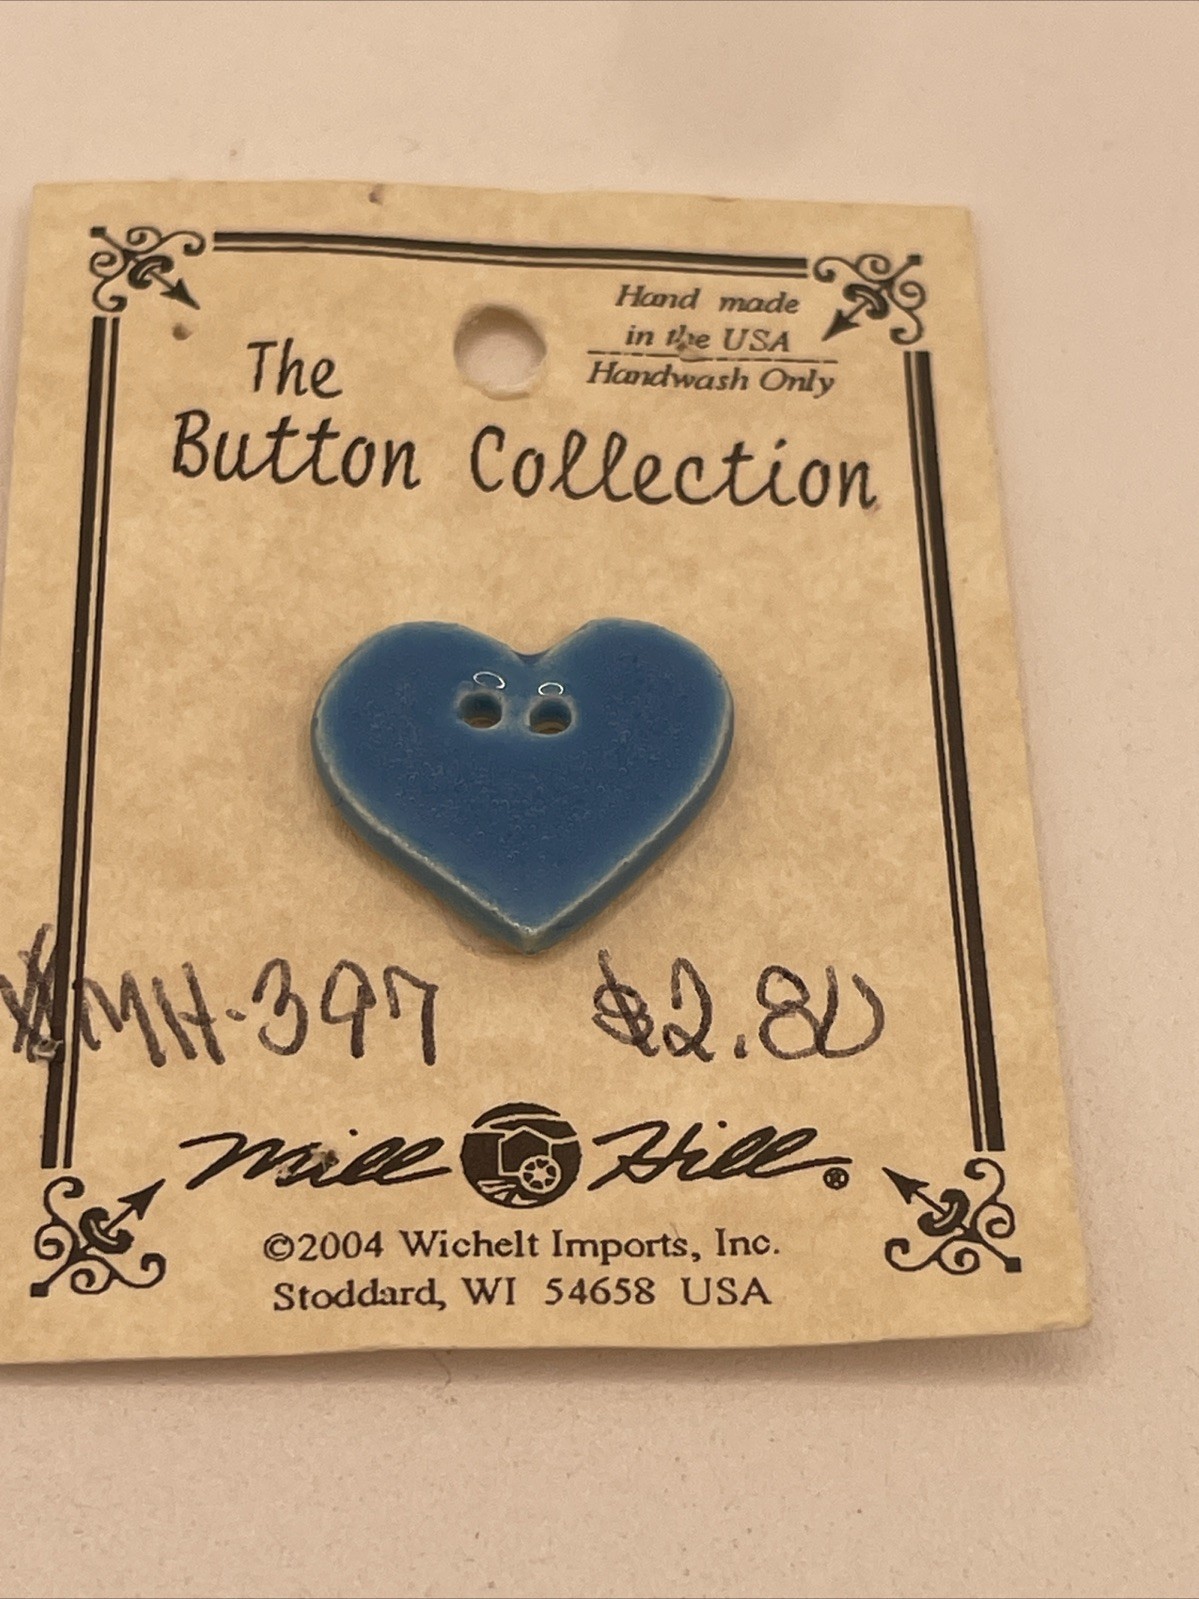 Hand made
in the USA
Handwash Only
The
Button Collection
MH-397 $2.80
Mill Hill®
©2004 Wichelt Imports, Inc.
Stoddard, WI 54658 USA